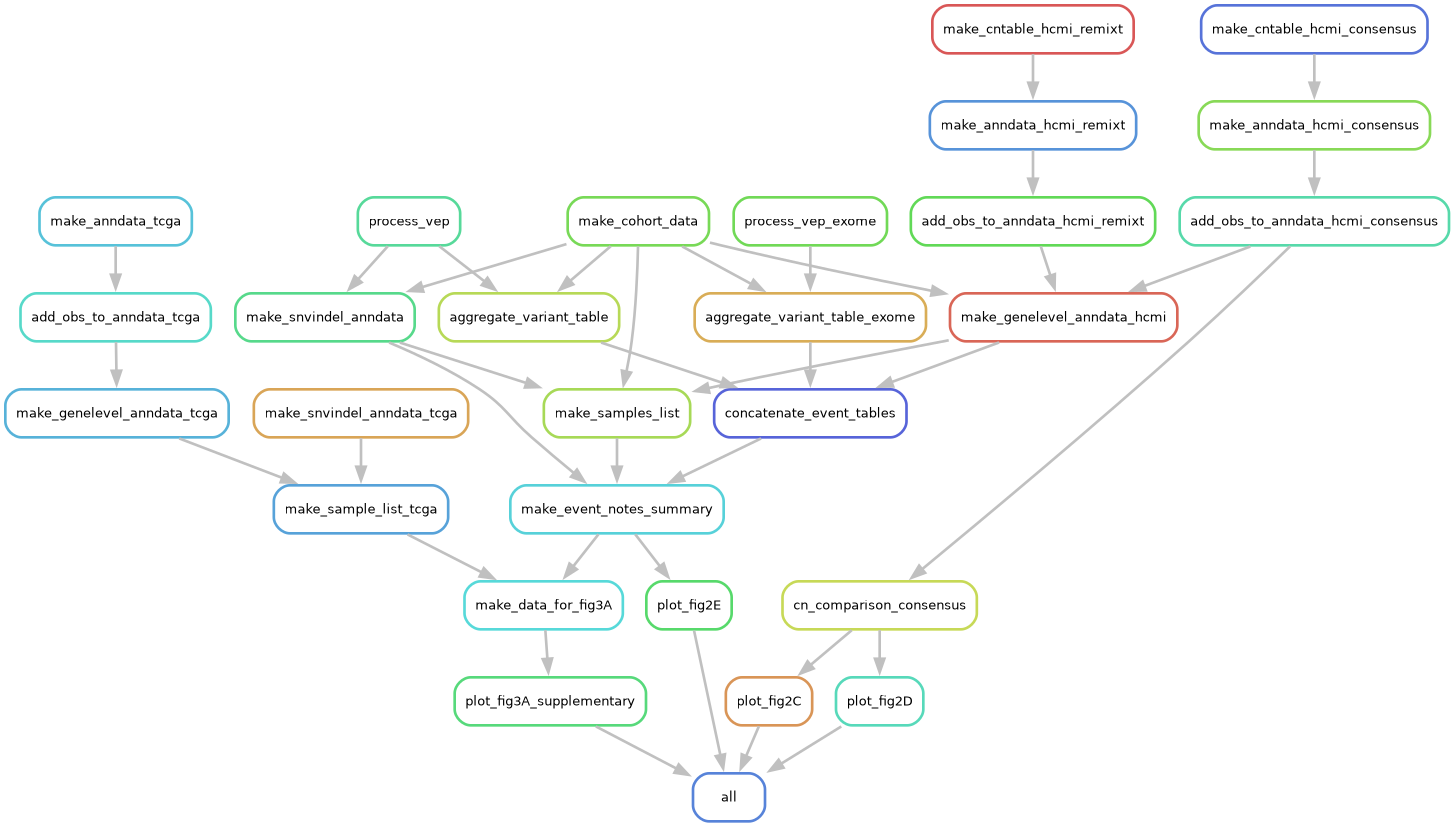 make_cntable_hcmi_remixt
make_cntable_hcmi_consensus
make_anndata_hcmi_remixt
make_anndata_hcmi_consensus
make_anndata_tcga
process_vep
make_cohort_data
process_vep_exome
add_obs_to_anndata_hcmi_remixt
add_obs_to_anndata_hcmi_consensus
add_obs_to_anndata_tcga
make_snvindel_anndata
aggregate_variant_table
aggregate_variant_table_exome
make_genelevel_anndata_hcmi
make_genelevel_anndata_tcga
make_snvindel_anndata_tcga
make_samples_list
concatenate_event_tables
make_sample_list_tcga
make_event_notes_summary
make_data_for_fig3A
plot_fig2E
cn_comparison_consensus
plot_fig3A_supplementary
plot_fig2C
plot_fig2D
all